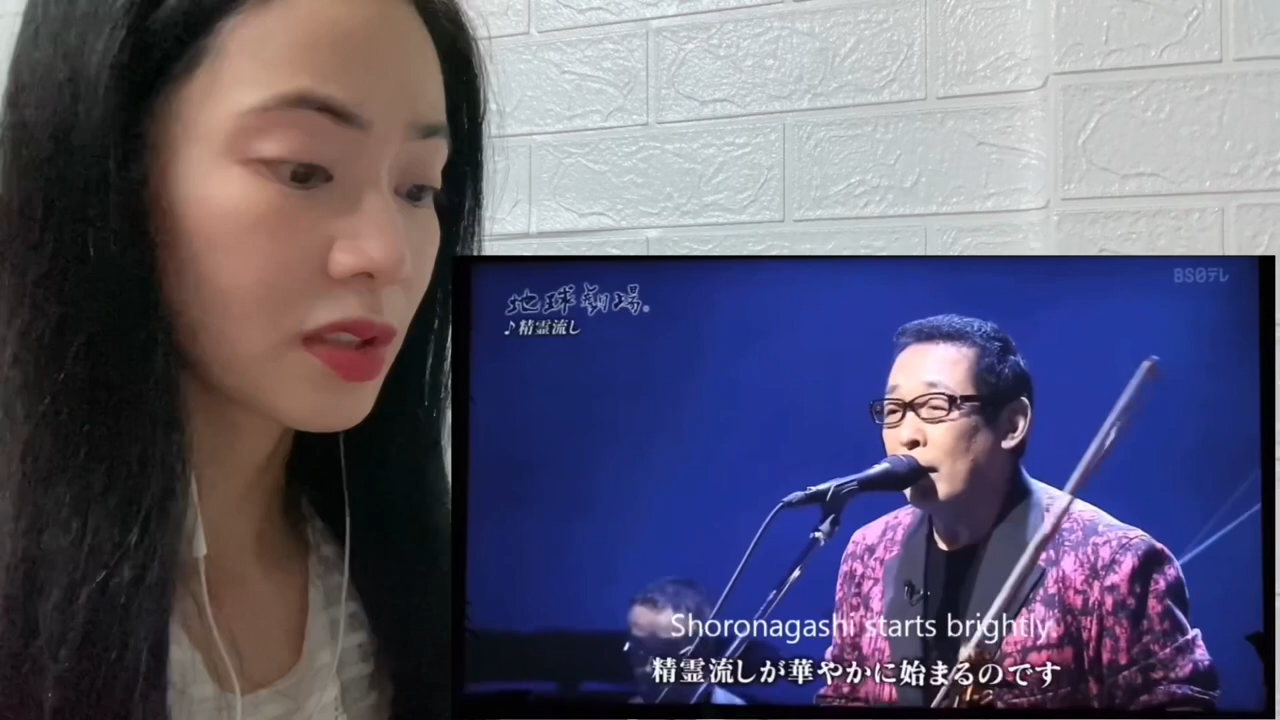 地球劇場。
♪精霊流し
BS日テレ
Shoronagashi starts brightly
精霊流しが華やかに始まるのです